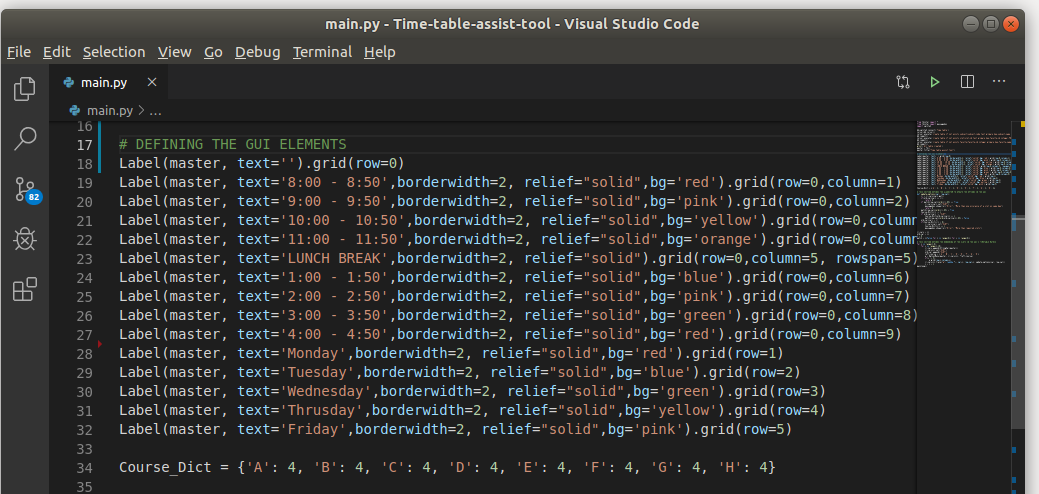 main.py - Time-table-assist-tool - Visual Studio Code
File Edit Selection View Go Debug Terminal Help
main.py
main.py > ...
16
17 # DEFINING THE GUI ELEMENTS
18 Label(master, text='').grid(row=0)
19 Label(master, text='8:00 - 8:50',borderwidth=2, relief="solid",bg='red').grid(row=0,column=1)
20 Label(master, text='9:00 - 9:50',borderwidth=2, relief="solid",bg='pink').grid(row=0,column=2)
21 Label(master, text='10:00 - 10:50',borderwidth=2, relief="solid",bg='yellow').grid(row=0,colum
22 Label(master, text='11:00 - 11:50',borderwidth=2, relief="solid",bg='orange').grid(row=0,colum
23 Label(master, text='LUNCH BREAK',borderwidth=2, relief="solid").grid(row=0,column=5, rowspan=5)
24 Label(master, text='1:00 - 1:50',borderwidth=2, relief="solid",bg='blue').grid(row=0,column=6)
25 Label(master, text='2:00 - 2:50',borderwidth=2, relief="solid",bg='pink').grid(row=0,column=7)
26 Label(master, text='3:00 - 3:50',borderwidth=2, relief="solid",bg='green').grid(row=0,column=8)
27 Label(master, text='4:00 - 4:50',borderwidth=2, relief="solid",bg='red').grid(row=0,column=9)
28 Label(master, text='Monday',borderwidth=2, relief="solid",bg='red').grid(row=1)
29 Label(master, text='Tuesday',borderwidth=2, relief="solid",bg='blue').grid(row=2)
30 Label(master, text='Wednesday',borderwidth=2, relief="solid",bg='green').grid(row=3)
31 Label(master, text='Thrusday',borderwidth=2, relief="solid",bg='yellow').grid(row=4)
32 Label(master, text='Friday',borderwidth=2, relief="solid",bg='pink').grid(row=5)
33
34 Course_Dict = {'A': 4, 'B': 4, 'C': 4, 'D': 4, 'E': 4, 'F': 4, 'G': 4, 'H': 4}
35
82